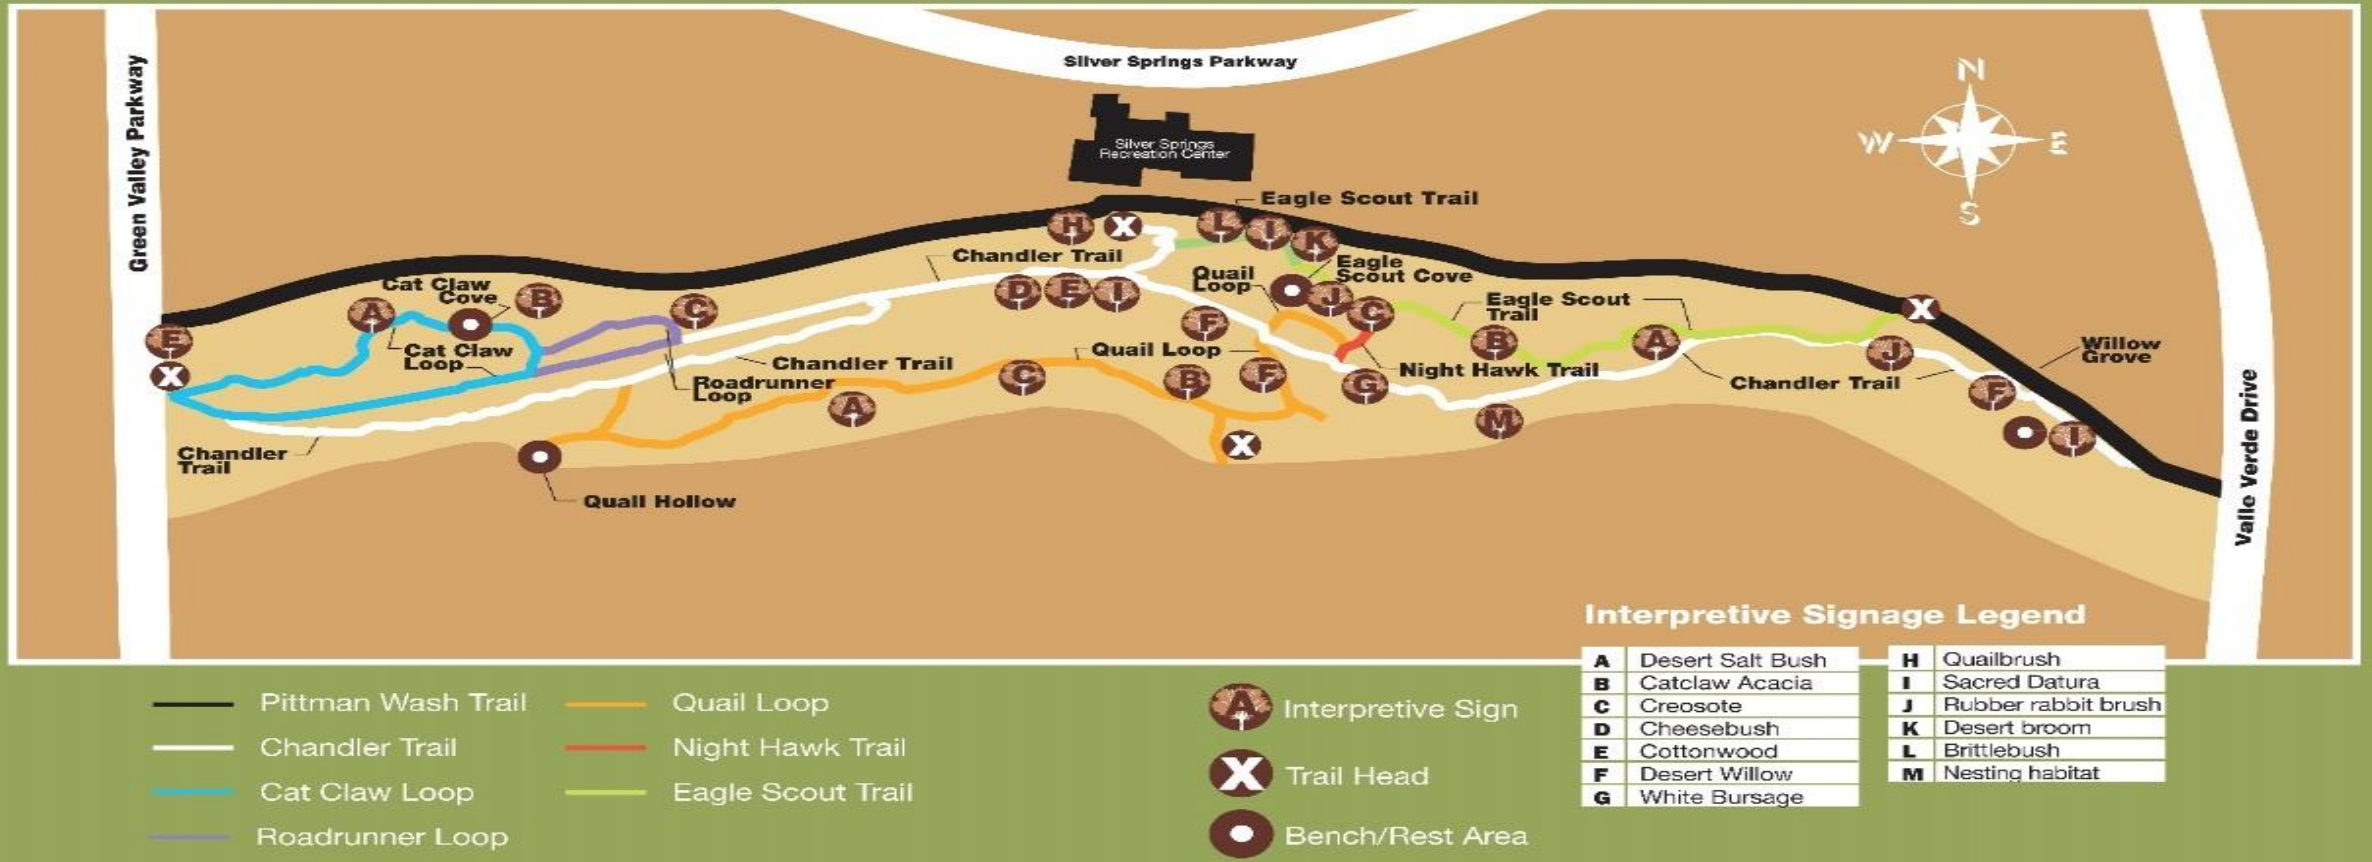 Silver Springs Parkway
Green Valley Parkway
N
W
E
S
Silver Springs
Recreation Center
Eagle Scout Trail
H
X
L
I
K
Chandler Trail
Quail
Loop
Eagle
Scout Cove
Cat Claw
Cove
A
B
C
D
E
I
J
C
F
Eagle Scout
Trail
X
E
X
Cat Claw
Loop
Chandler Trail
Roadrunner
Loop
Quail Loop
C
B
F
A
G
Night Hawk Trail
B
A
J
Chandler Trail
Willow
Grove
F
M
I
X
Chandler
Trail
Quail Hollow
Valle Verde Drive
Interpretive Signage Legend
A Desert Salt Bush
B Catclaw Acacia
C Creosote
D Cheesebush
E Cottonwood
F Desert Willow
G White Bursage
H Quailbrush
I Sacred Datura
J Rubber rabbit brush
K Desert broom
L Brittlebush
M Nesting habitat
Pittman Wash Trail
Chandler Trail
Cat Claw Loop
Roadrunner Loop
Quail Loop
Night Hawk Trail
Eagle Scout Trail
A Interpretive Sign
X Trail Head
Bench/Rest Area